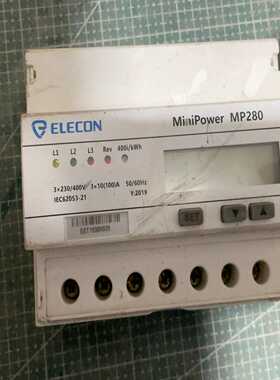 ELECON
MiniPower MP280
L1 L2 L3 Rev 400i/kWh
3×230/400V 3×10(100)A 50/60Hz
IEC62053-21 Y:2019
SET